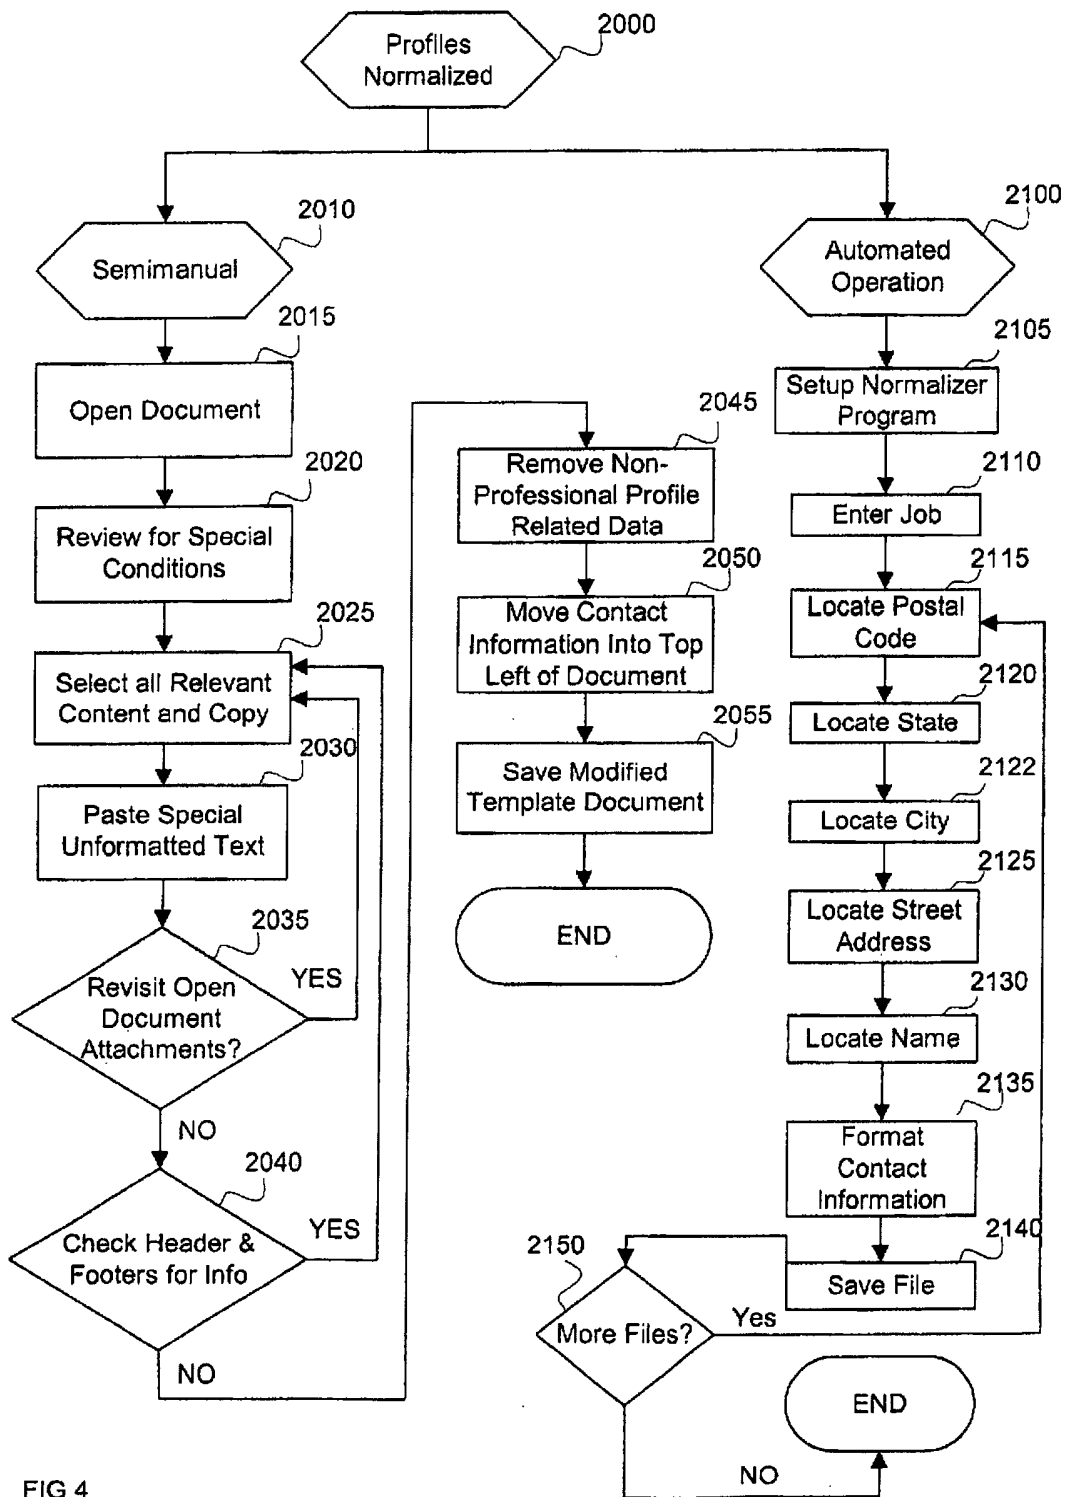 2000
Profiles
Normalized
2010
Semimanual
2015
Open Document
2020
Review for Special
Conditions
2025
Select all Relevant
Content and Copy
2030
Paste Special
Unformatted Text
2035
Revisit Open
Document
Attachments?
YES
NO
2040
Check Header &
Footers for Info
YES
NO
2045
Remove Non-
Professional Profile
Related Data
2050
Move Contact
Information Into Top
Left of Document
2055
Save Modified
Template Document
END
2100
Automated
Operation
2105
Setup Normalizer
Program
2110
Enter Job
2115
Locate Postal
Code
2120
Locate State
2122
Locate City
2125
Locate Street
Address
2130
Locate Name
2135
Format
Contact
Information
2140
Save File
2150
More Files?
Yes
NO
END
FIG 4